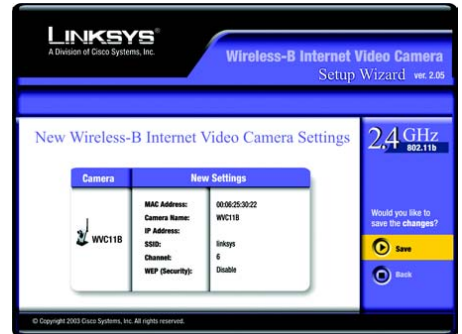 LINKSYS®
A Division of Cisco Systems, Inc.
Wireless-B Internet Video Camera
Setup Wizard ver. 2.05
New Wireless-B Internet Video Camera Settings
2.4 GHz
802.11b
Camera
New Settings
WVC11B
MAC Address: 00:06:25:30:22
Camera Name: WVC11B
IP Address:
SSID: linksys
Channel: 6
WEP (Security): Disable
Would you like to
save the changes?
Save
Back
© Copyright 2003 Cisco Systems, Inc. All rights reserved.